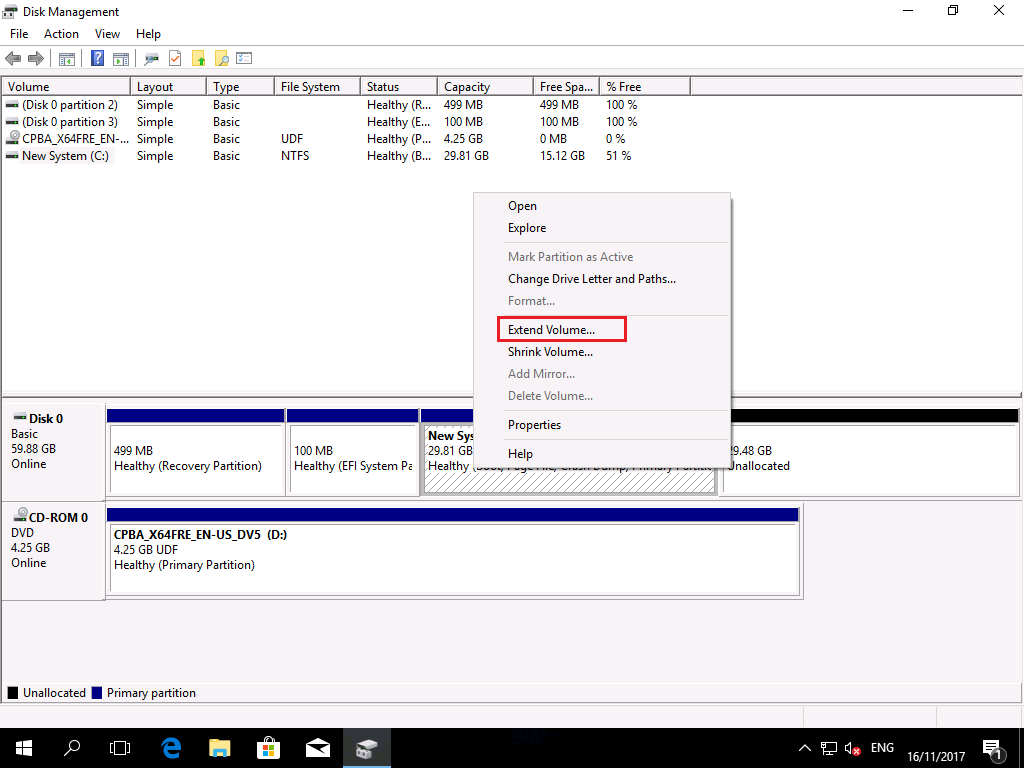 Disk Management
File Action View Help
Volume Layout Type File System Status Capacity Free Spa... % Free
(Disk 0 partition 2) Simple Basic Healthy (R... 499 MB 499 MB 100 %
(Disk 0 partition 3) Simple Basic Healthy (E... 100 MB 100 MB 100 %
CPBA_X64FRE_EN-... Simple Basic UDF Healthy (P... 4.25 GB 0 MB 0 %
New System (C:) Simple Basic NTFS Healthy (B... 29.81 GB 15.12 GB 51 %
Open
Explore
Mark Partition as Active
Change Drive Letter and Paths...
Format...
Extend Volume...
Shrink Volume...
Add Mirror...
Delete Volume...
Properties
Help
Disk 0
Basic
59.88 GB
Online
499 MB
Healthy (Recovery Partition)
100 MB
Healthy (EFI System Pa
New Sys
29.81 GB
Healthy (Boot, Page File, Crash Dump, Primary Partit
29.48 GB
Unallocated
CD-ROM 0
DVD
4.25 GB
Online
CPBA_X64FRE_EN-US_DV5 (D:)
4.25 GB UDF
Healthy (Primary Partition)
Unallocated Primary partition
ENG
16/11/2017
1